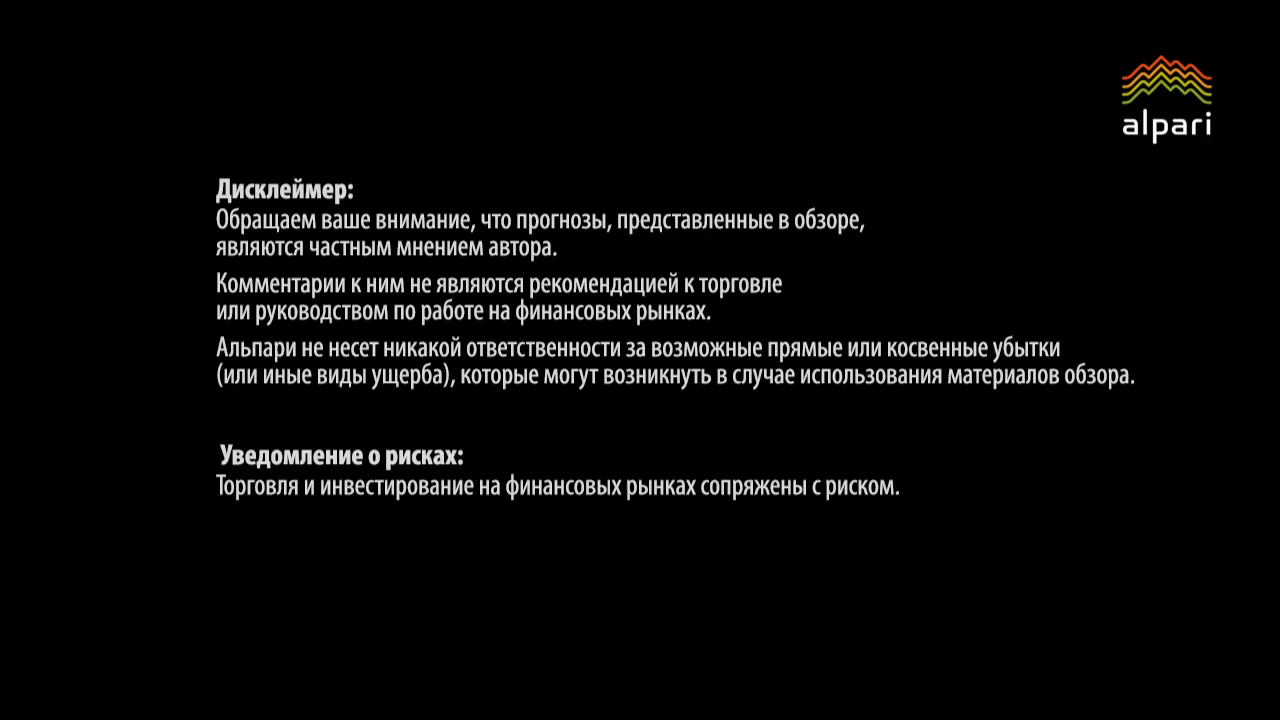 alpari
Дисклеймер:
Обращаем ваше внимание, что прогнозы, представленные в обзоре,
являются частным мнением автора.
Комментарии к ним не являются рекомендацией к торговле
или руководством по работе на финансовых рынках.
Альпари не несет никакой ответственности за возможные прямые или косвенные убытки
(или иные виды ущерба), которые могут возникнуть в случае использования материалов обзора.
Уведомление о рисках:
Торговля и инвестирование на финансовых рынках сопряжены с риском.